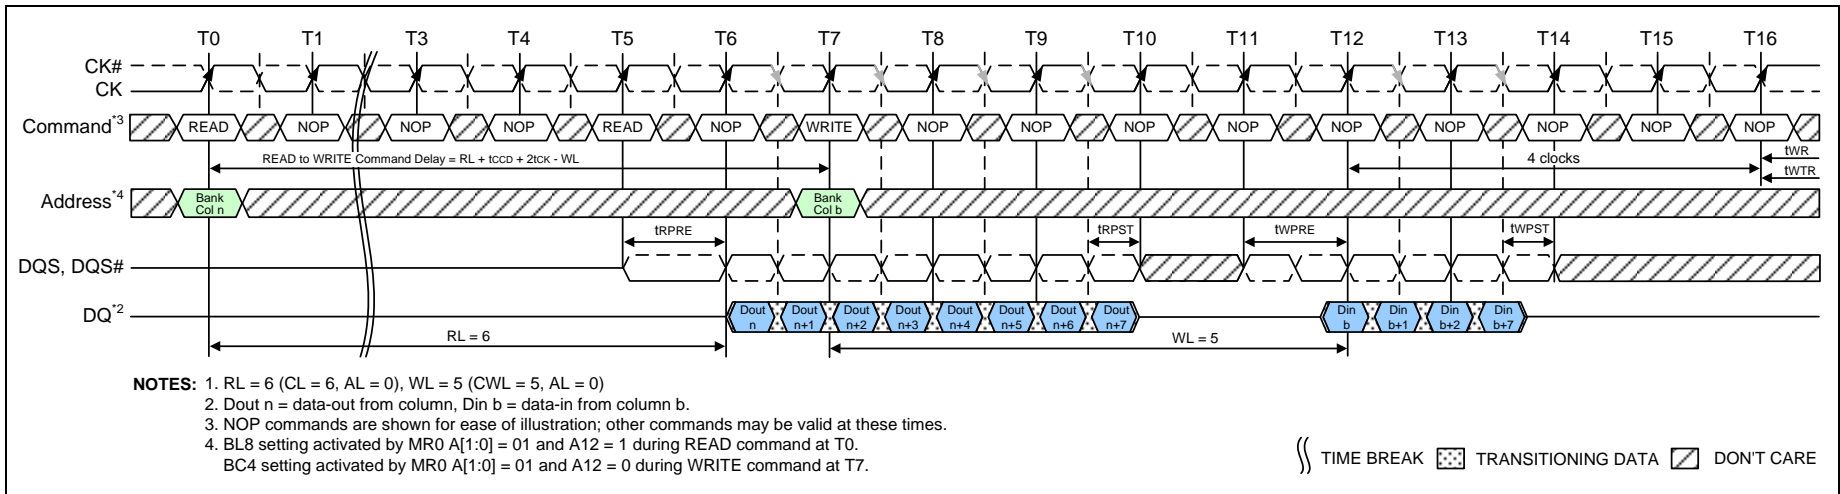 T0 T1 T3 T4 T5 T6 T7 T8 T9 T10 T11 T12 T13 T14 T15 T16
CK#
CK
Command*3 READ NOP NOP NOP READ NOP WRITE NOP NOP NOP NOP NOP NOP NOP NOP NOP
READ to WRITE Command Delay = RL + tCCD + 2tCK - WL
4 clocks
tWR
tWTR
Address*4
Bank
Col n
Bank
Col b
tRPRE tRPST tWPRE tWPST
DQS, DQS#
DQ*2
Dout
n
Dout
n+1
Dout
n+2
Dout
n+3
Dout
n+4
Dout
n+5
Dout
n+6
Dout
n+7
Din
b
Din
b+1
Din
b+2
Din
b+7
RL = 6
WL = 5
NOTES: 1. RL = 6 (CL = 6, AL = 0), WL = 5 (CWL = 5, AL = 0)
2. Dout n = data-out from column, Din b = data-in from column b.
3. NOP commands are shown for ease of illustration; other commands may be valid at these times.
4. BL8 setting activated by MR0 A[1:0] = 01 and A12 = 1 during READ command at T0.
BC4 setting activated by MR0 A[1:0] = 01 and A12 = 0 during WRITE command at T7.
TIME BREAK TRANSITIONING DATA DON'T CARE